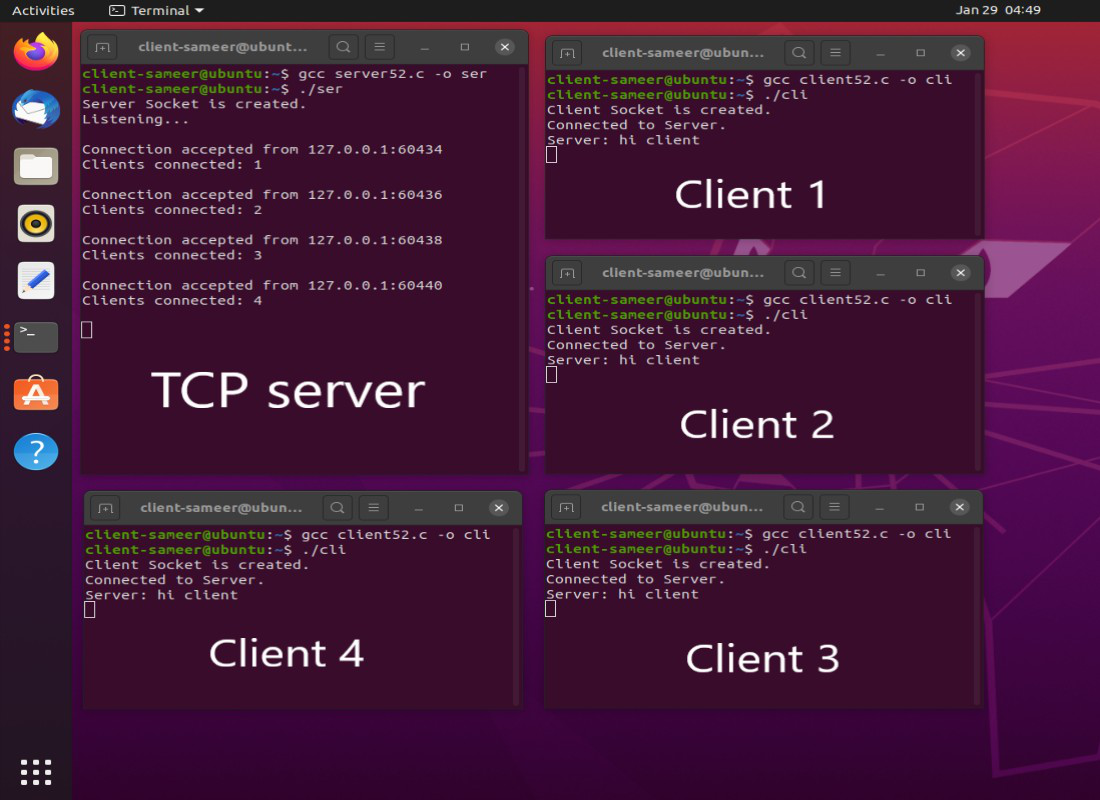 Activities Terminal Jan 29 04:49
client-sameer@ubunt...
client-sameer@ubuntu:~$ gcc server52.c -o ser
client-sameer@ubuntu:~$ ./ser
Server Socket is created.
Listening...
Connection accepted from 127.0.0.1:60434
Clients connected: 1
Connection accepted from 127.0.0.1:60436
Clients connected: 2
Connection accepted from 127.0.0.1:60438
Clients connected: 3
Connection accepted from 127.0.0.1:60440
Clients connected: 4
TCP server
client-sameer@ubun...
client-sameer@ubuntu:~$ gcc client52.c -o cli
client-sameer@ubuntu:~$ ./cli
Client Socket is created.
Connected to Server.
Server: hi client
Client 1
client-sameer@ubun...
client-sameer@ubuntu:~$ gcc client52.c -o cli
client-sameer@ubuntu:~$ ./cli
Client Socket is created.
Connected to Server.
Server: hi client
Client 2
client-sameer@ubun...
client-sameer@ubuntu:~$ gcc client52.c -o cli
client-sameer@ubuntu:~$ ./cli
Client Socket is created.
Connected to Server.
Server: hi client
Client 4
client-sameer@ubun...
client-sameer@ubuntu:~$ gcc client52.c -o cli
client-sameer@ubuntu:~$ ./cli
Client Socket is created.
Connected to Server.
Server: hi client
Client 3